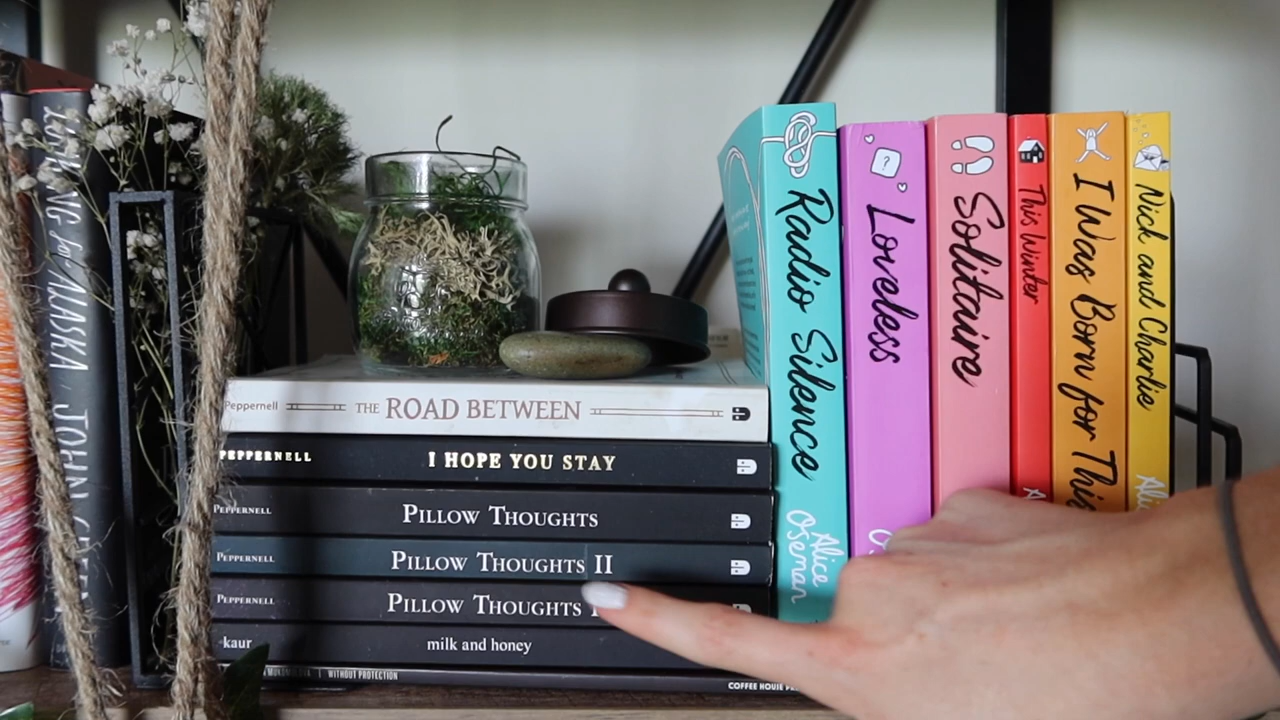 LOOKING for ALASKA JOHN GREEN
Peppernell THE ROAD BETWEEN
PEPPERNELL I HOPE YOU STAY
PEPPERNELL PILLOW THOUGHTS
PEPPERNELL PILLOW THOUGHTS II
PEPPERNELL PILLOW THOUGHTS
kaur milk and honey
WITHOUT PROTECTION COFFEE HOUSE
Radio Silence Alice Oseman
Loveless
Solitaire
This Winter
I Was Born for This
Nick and Charlie